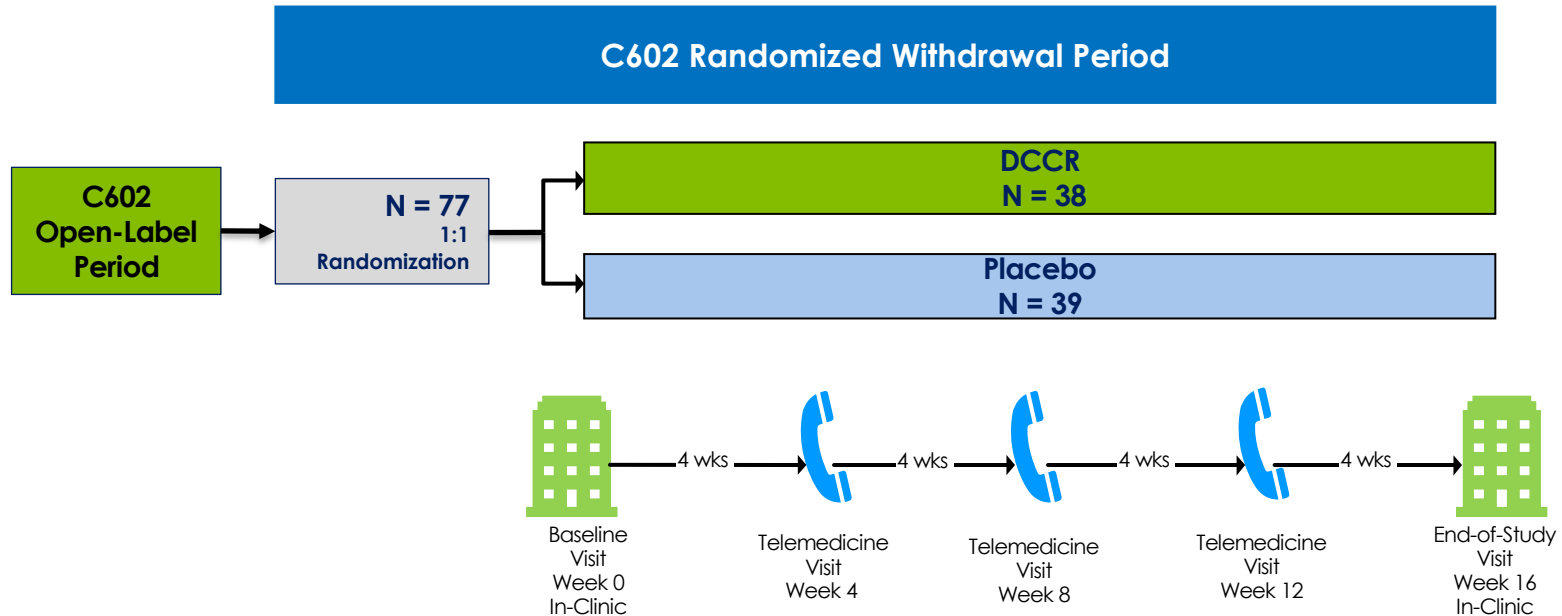 C602 Randomized Withdrawal Period
C602
Open-Label
Period
N = 77
1:1
Randomization
DCCR
N = 38
Placebo
N = 39
4 wks
4 wks
4 wks
4 wks
Baseline
Visit
Week 0
In-Clinic
Telemedicine
Visit
Week 4
Telemedicine
Visit
Week 8
Telemedicine
Visit
Week 12
End-of-Study
Visit
Week 16
In-Clinic